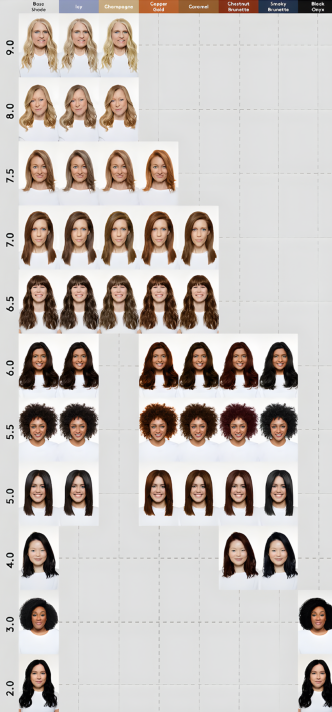 Base
Shade
Icy
Champagne
Copper
Gold
Caramel
Chestnut
Brunette
Smoky
Brunette
Black
Onyx
9.0
8.0
7.5
7.0
6.5
6.0
5.5
5.0
4.0
3.0
2.0